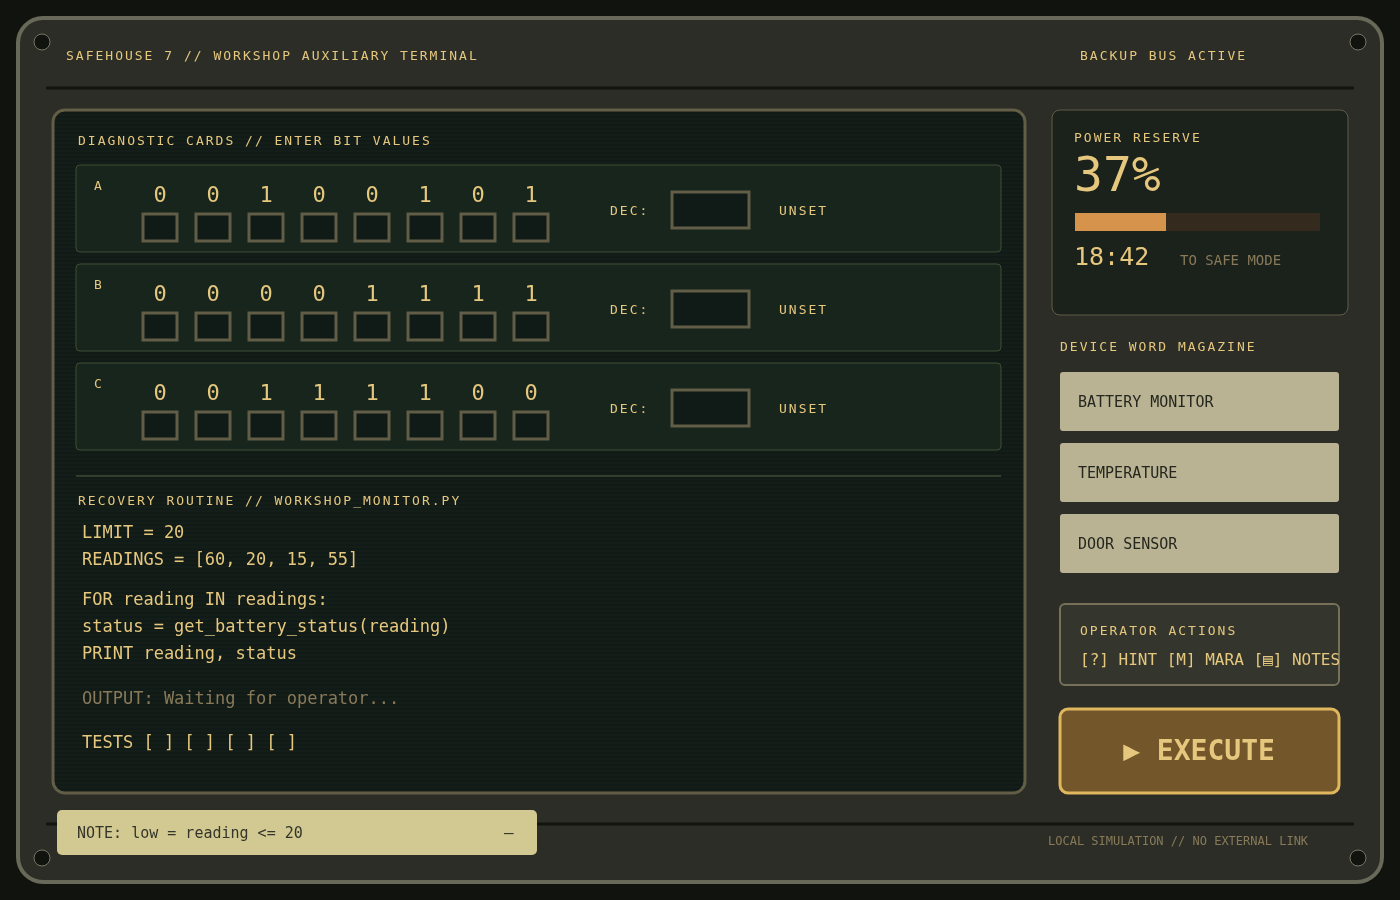 SAFEHOUSE 7 // WORKSHOP AUXILIARY TERMINAL
BACKUP BUS ACTIVE
DIAGNOSTIC CARDS // ENTER BIT VALUES
A
0 0 1 0 0 1 0 1
DEC:
UNSET
B
0 0 0 0 1 1 1 1
DEC:
UNSET
C
0 0 1 1 1 1 0 0
DEC:
UNSET
RECOVERY ROUTINE // WORKSHOP_MONITOR.PY
LIMIT = 20
READINGS = [60, 20, 15, 55]
FOR reading IN readings:
status = get_battery_status(reading)
PRINT reading, status
OUTPUT: Waiting for operator...
TESTS [ ] [ ] [ ] [ ]
POWER RESERVE
37%
18:42 TO SAFE MODE
DEVICE WORD MAGAZINE
BATTERY MONITOR
TEMPERATURE
DOOR SENSOR
OPERATOR ACTIONS
[?] HINT [M] MARA [▤] NOTES
▶ EXECUTE
NOTE: low = reading <= 20 —
LOCAL SIMULATION // NO EXTERNAL LINK